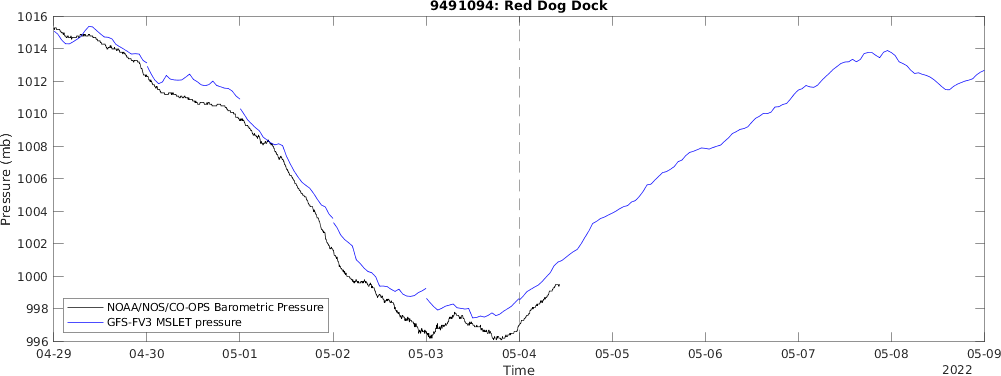 9491094: Red Dog Dock
1016
1014
1012
1010
1008
1006
1004
1002
1000
998
996
Pressure (mb)
NOAA/NOS/CO-OPS Barometric Pressure
GFS-FV3 MSLET pressure
04-29 04-30 05-01 05-02 05-03 05-04 05-05 05-06 05-07 05-08 05-09
Time
2022